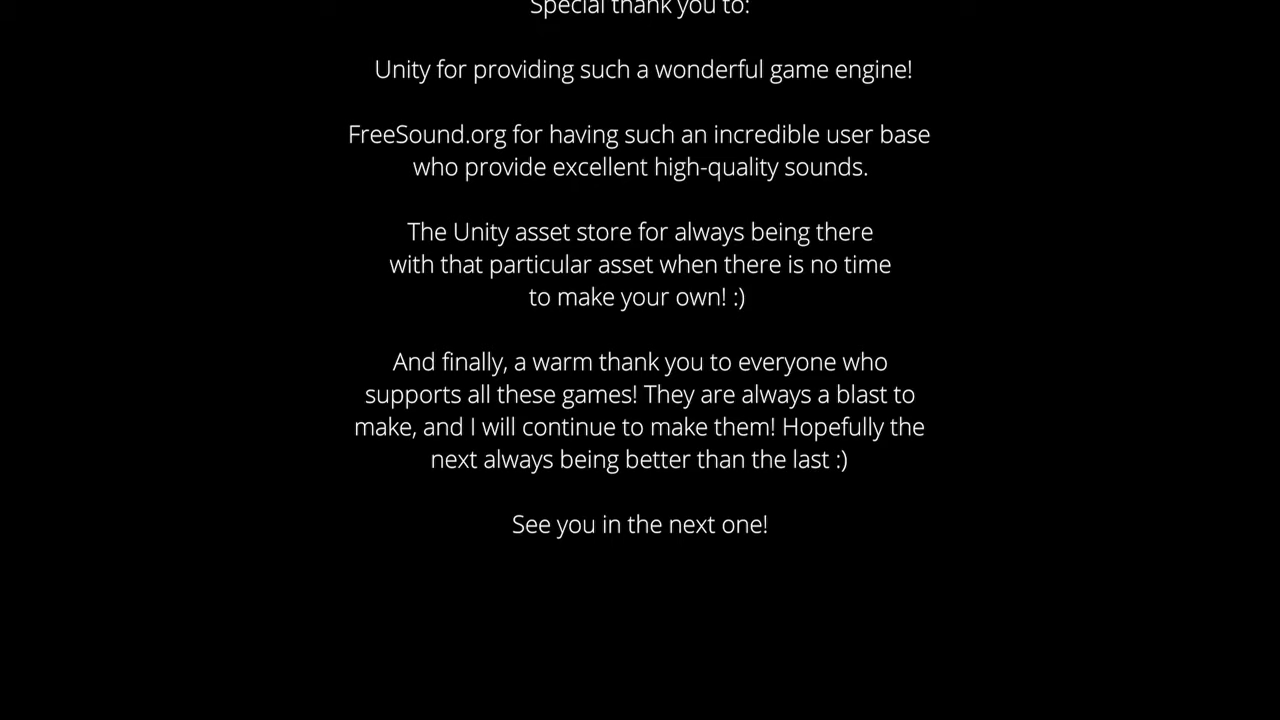 Special thank you to:
Unity for providing such a wonderful game engine!
FreeSound.org for having such an incredible user base
who provide excellent high-quality sounds.
The Unity asset store for always being there
with that particular asset when there is no time
to make your own! :)
And finally, a warm thank you to everyone who
supports all these games! They are always a blast to
make, and I will continue to make them! Hopefully the
next always being better than the last :)
See you in the next one!